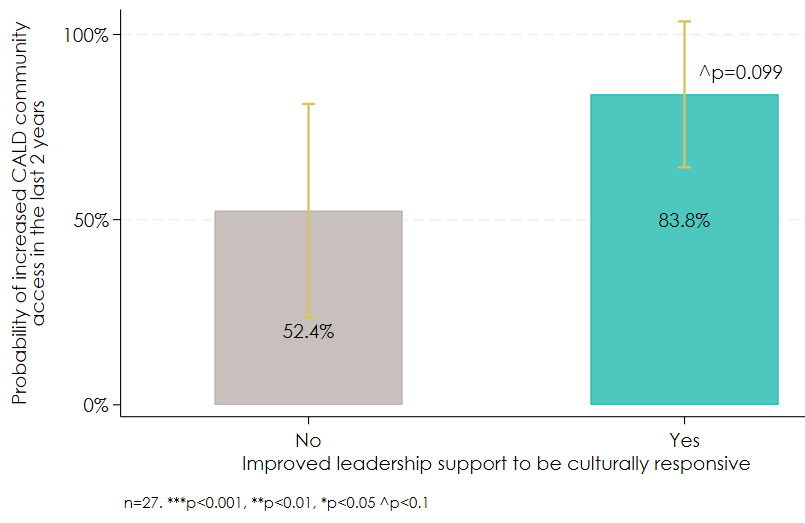 Probability of increased CALD community
access in the last 2 years
100%
50%
0%
^p=0.099
83.8%
52.4%
No
Yes
Improved leadership support to be culturally responsive
n=27. ***p<0.001, **p<0.01, *p<0.05 ^p<0.1